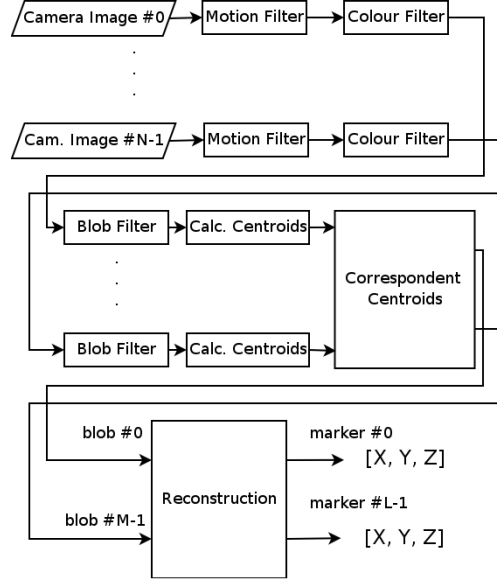 Camera Image #0
Motion Filter
Colour Filter
Cam. Image #N-1
Motion Filter
Colour Filter
Blob Filter
Calc. Centroids
Correspondent
Centroids
Blob Filter
Calc. Centroids
blob #0
marker #0
[X, Y, Z]
Reconstruction
blob #M-1
marker #L-1
[X, Y, Z]